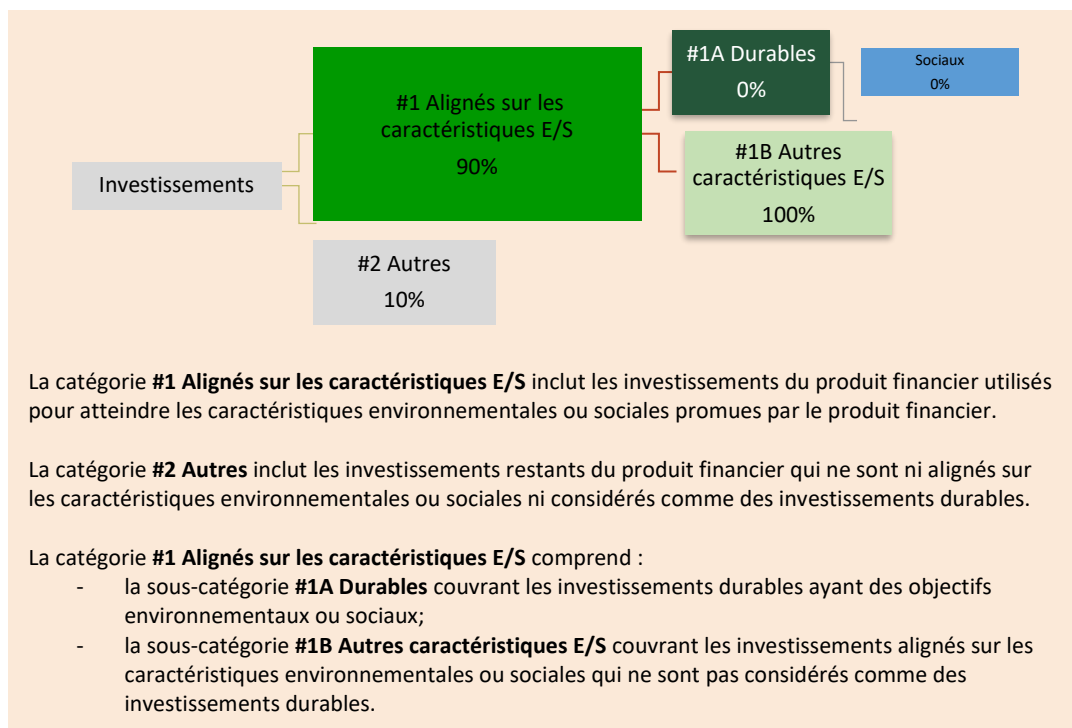 #1A Durables
0%
Sociaux
0%
#1 Alignés sur les
caractéristiques E/S
90%
#1B Autres
caractéristiques E/S
100%
Investissements
#2 Autres
10%
La catégorie #1 Alignés sur les caractéristiques E/S inclut les investissements du produit financier utilisés
pour atteindre les caractéristiques environnementales ou sociales promues par le produit financier.
La catégorie #2 Autres inclut les investissements restants du produit financier qui ne sont ni alignés sur
les caractéristiques environnementales ou sociales ni considérés comme des investissements durables.
La catégorie #1 Alignés sur les caractéristiques E/S comprend :
- la sous-catégorie #1A Durables couvrant les investissements durables ayant des objectifs
environnementaux ou sociaux;
- la sous-catégorie #1B Autres caractéristiques E/S couvrant les investissements alignés sur les
caractéristiques environnementales ou sociales qui ne sont pas considérés comme des
investissements durables.